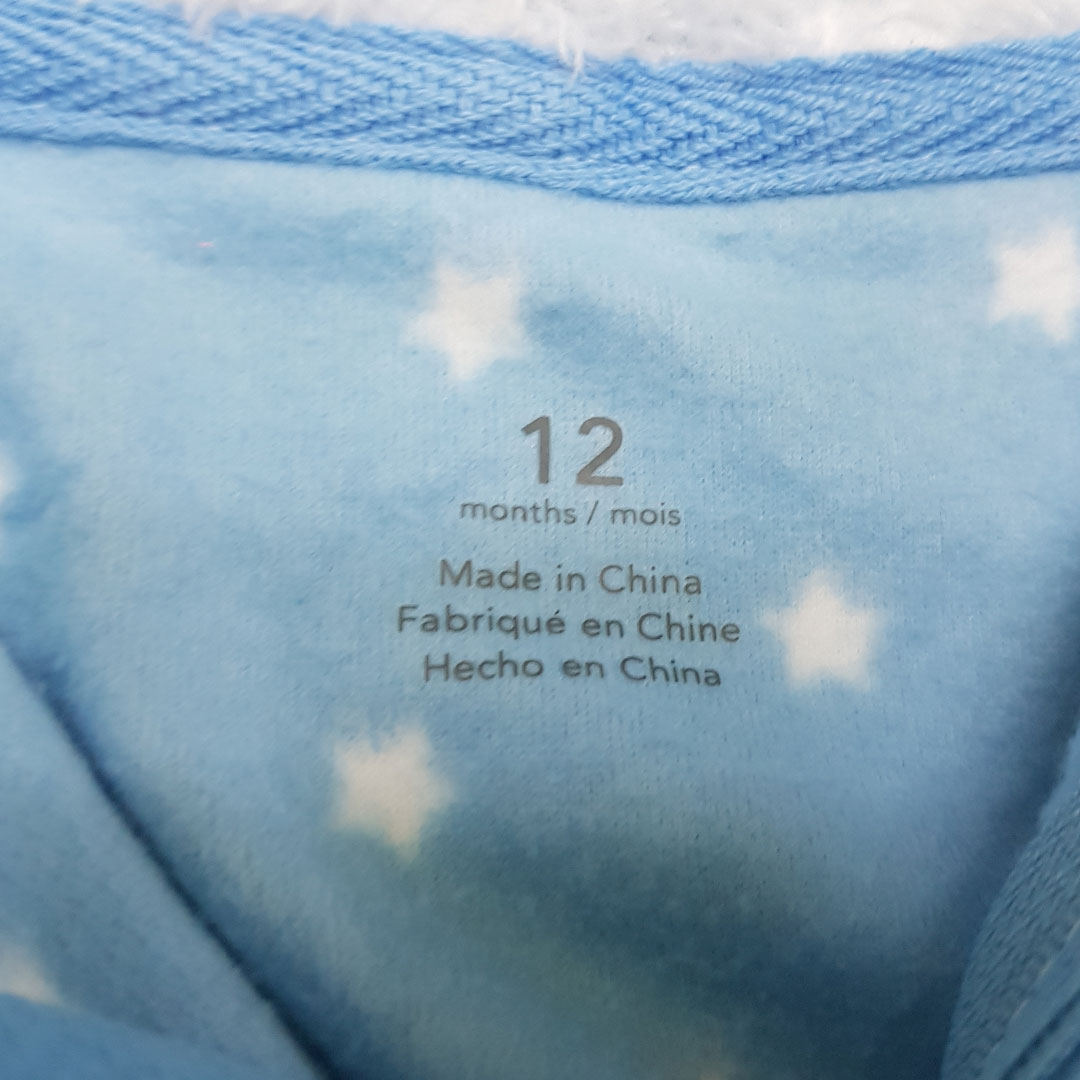 12
months / mois
Made in China
Fabriqué en Chine
Hecho en China